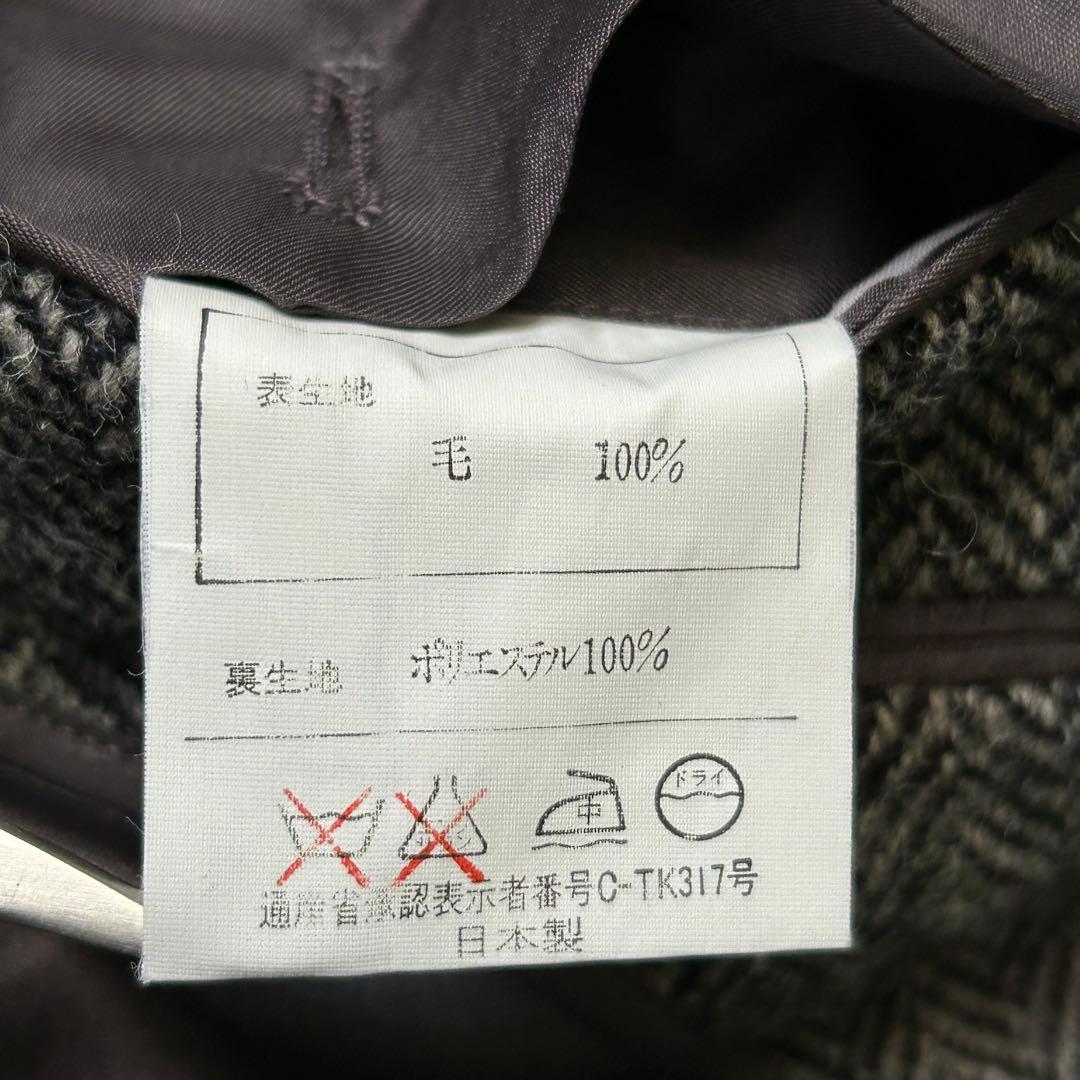 表生地
毛 100%
裏生地 ポリエステル100%
中 ドライ
通産省承認表示者番号C-TK317号
日本製